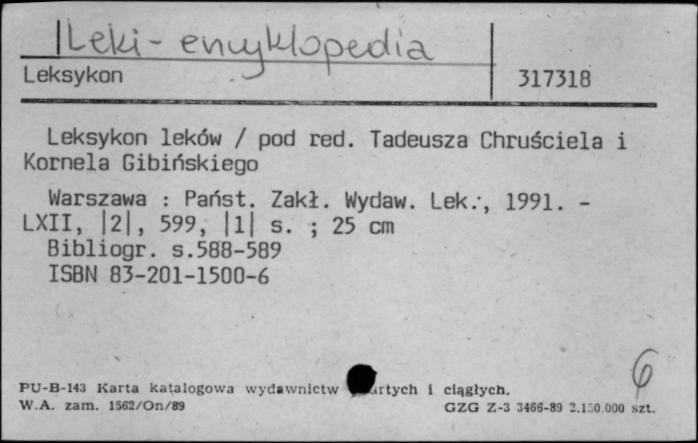 Leki - encyklopedia
Leksykon 317318
Leksykon leków / pod red. Tadeusza Chruściela i
Kornela Gibińskiego
Warszawa : Państ. Zakł. Wydaw. Lek., 1991. -
LXII, |2|, 599, |1| s. ; 25 cm
Bibliogr. s.588-589
ISBN 83-201-1500-6
6
PU-B-143 Karta katalogowa wydawnictw i ciągłych.
W.A. zam. 1562/On/89 GZG Z-3 3466-89 2.150.000 szt.